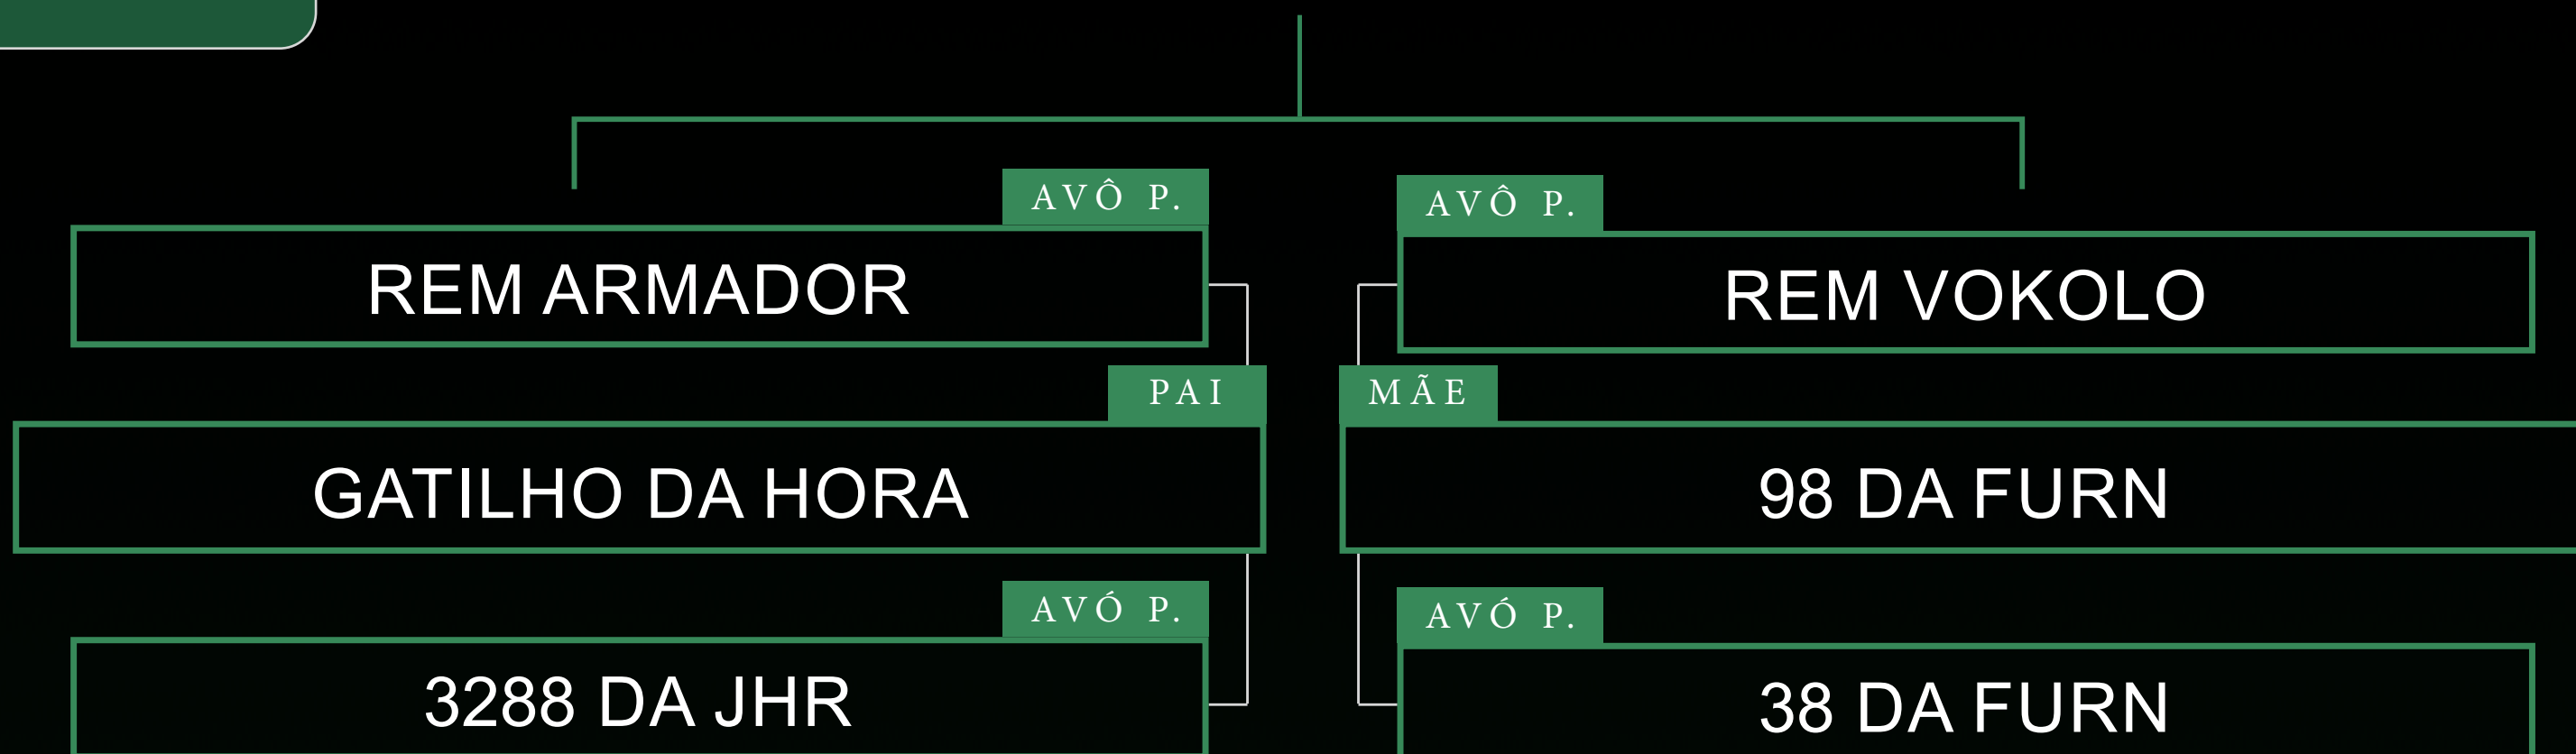 AVÔ P.
REM ARMADOR
PAI
GATILHO DA HORA
AVÓ P.
3288 DA JHR
AVÔ P.
REM VOKOLO
MÃE
98 DA FURN
AVÓ P.
38 DA FURN